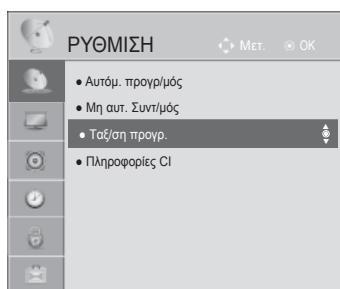 ΡΥΘΜΙΣΗ Μετ. OK
● Αυτόμ. προγρ/μός
● Μη αυτ. Συντ/μός
● Ταξ/ση προγρ.
● Πληροφορίες CI